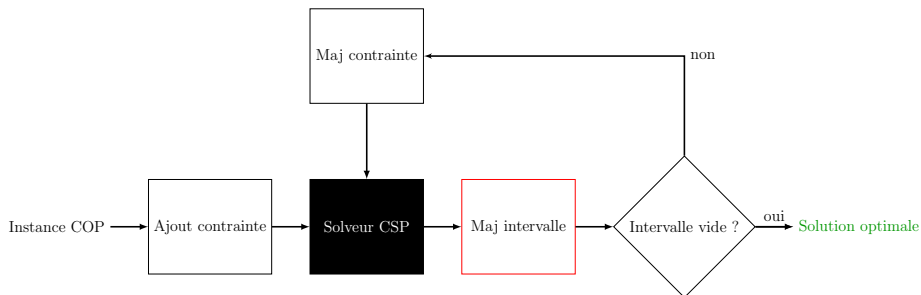 Maj contrainte
non
Instance COP
Ajout contrainte
Solveur CSP
Maj intervalle
Intervalle vide ?
oui
Solution optimale